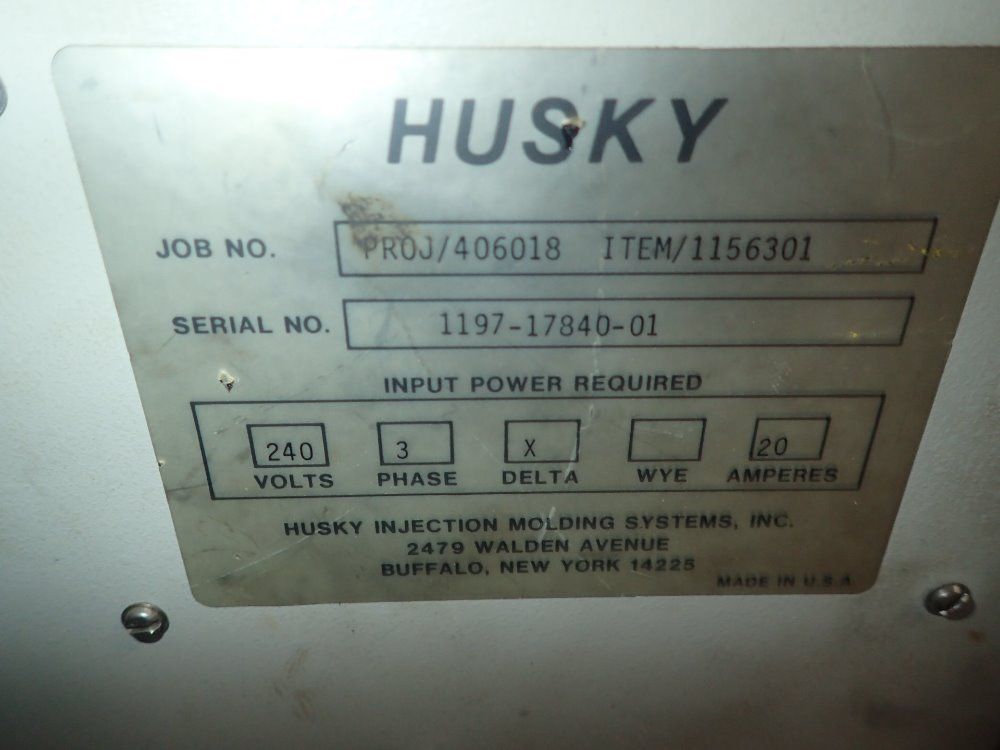 HUSKY
JOB NO. PROJ/406018 ITEM/1156301
SERIAL NO. 1197-17840-01
INPUT POWER REQUIRED
240 3 X 20
VOLTS PHASE DELTA WYE AMPERES
HUSKY INJECTION MOLDING SYSTEMS, INC.
2479 WALDEN AVENUE
BUFFALO, NEW YORK 14225
MADE IN U.S.A